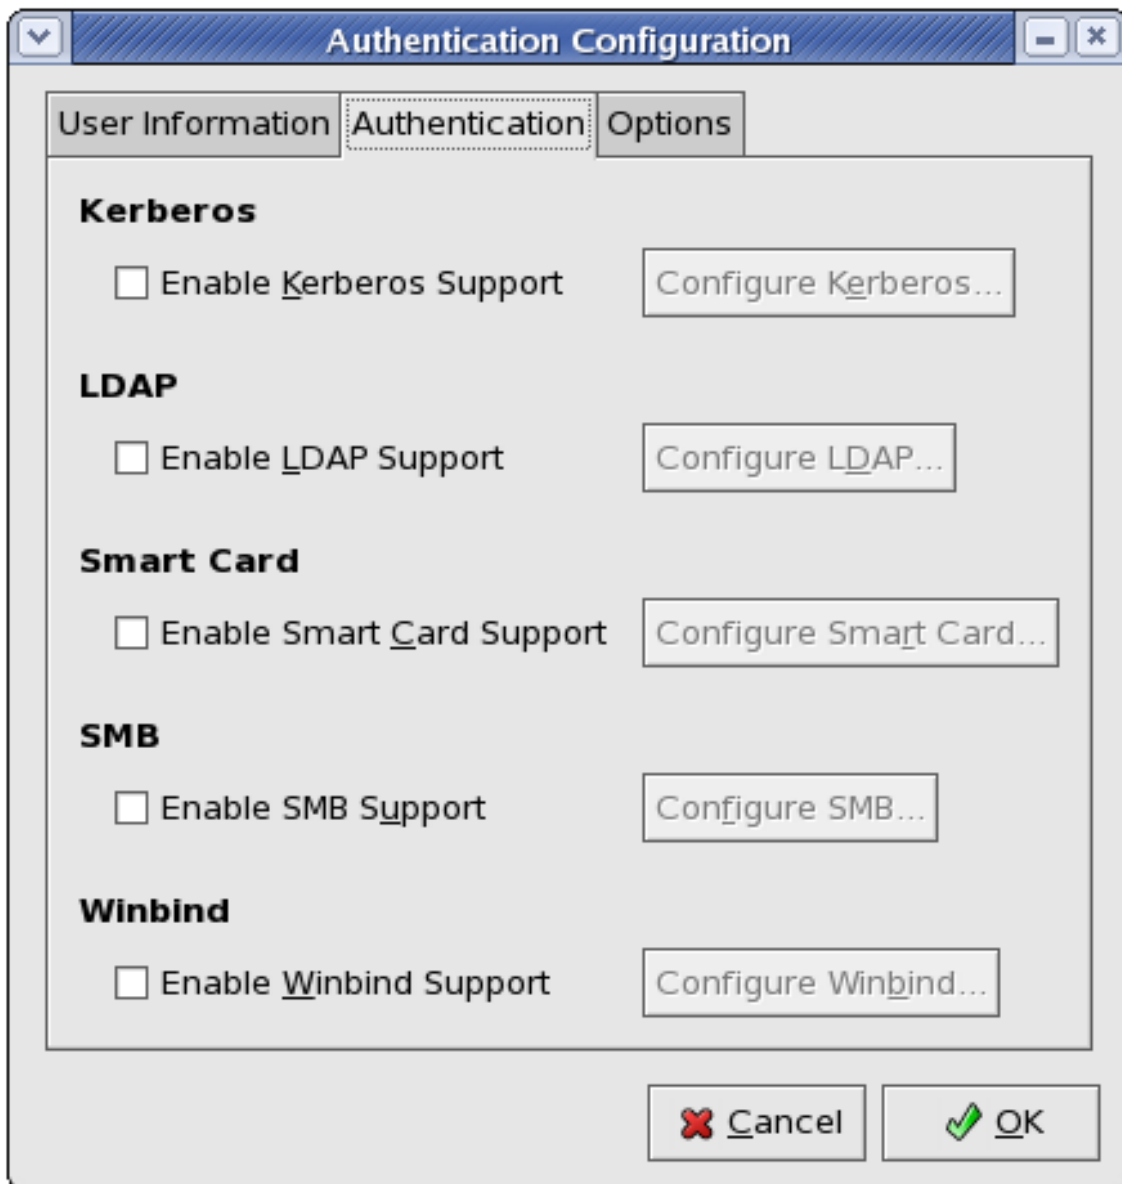 Authentication Configuration
User Information Authentication Options
Kerberos
Enable Kerberos Support Configure Kerberos...
LDAP
Enable LDAP Support Configure LDAP...
Smart Card
Enable Smart Card Support Configure Smart Card...
SMB
Enable SMB Support Configure SMB...
Winbind
Enable Winbind Support Configure Winbind...
Cancel OK